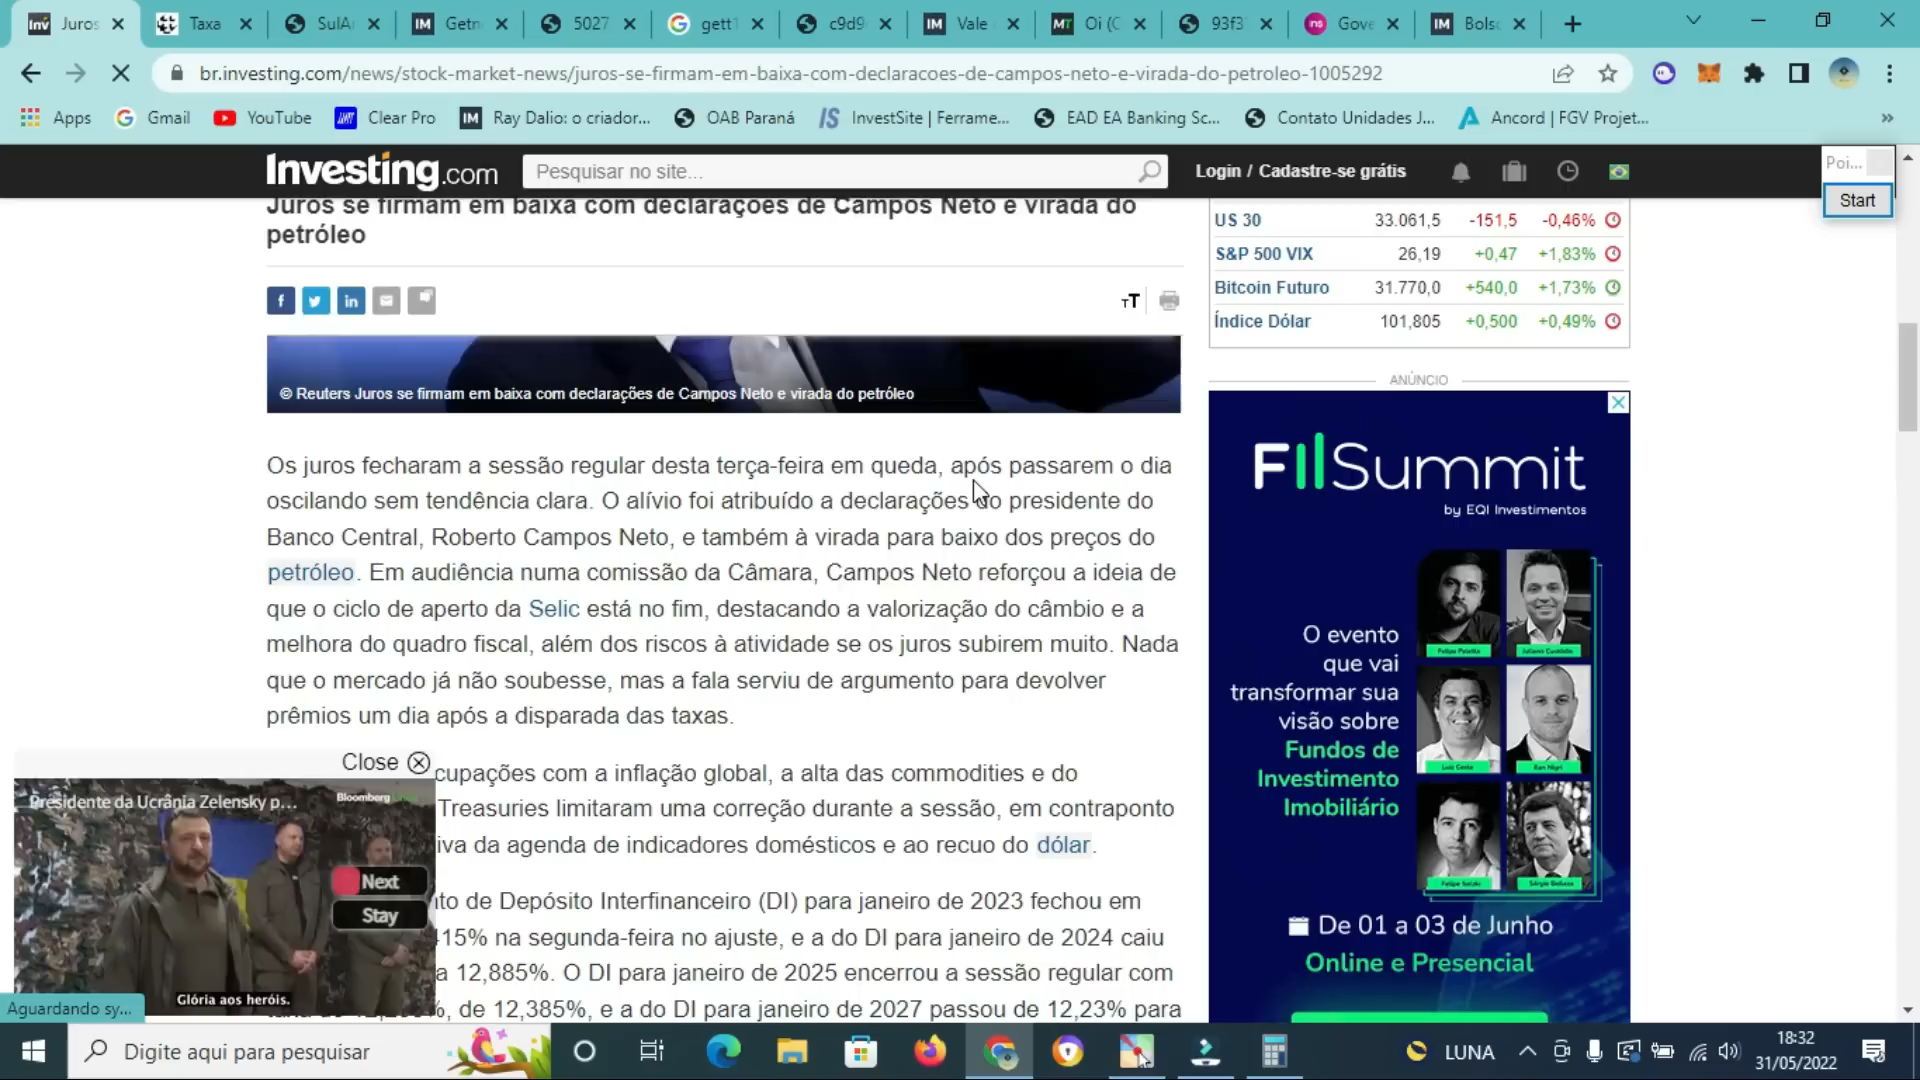 Juros
Taxa
SulA
Getn
5027
gett
c9d9
Vale
Oi (C
93f3
Gove
Bols
br.investing.com/news/stock-market-news/juros-se-firmam-em-baixa-com-declaracoes-de-campos-neto-e-virada-do-petroleo-1005292
Apps
Gmail
YouTube
Clear Pro
Ray Dalio: o criador...
OAB Paraná
InvestSite | Ferrame...
EAD EA Banking Sc...
Contato Unidades J...
Ancord | FGV Projet...
»
Investing.com
Pesquisar no site...
Login / Cadastre-se grátis
Poi...
Start
Juros se firmam em baixa com declarações de Campos Neto e virada do
petróleo
US 30 33.061,5 -151,5 -0,46%
S&P 500 VIX 26,19 +0,47 +1,83%
Bitcoin Futuro 31.770,0 +540,0 +1,73%
Índice Dólar 101,805 +0,500 +0,49%
© Reuters Juros se firmam em baixa com declarações de Campos Neto e virada do petróleo
Os juros fecharam a sessão regular desta terça-feira em queda, após passarem o dia
oscilando sem tendência clara. O alívio foi atribuído a declarações do presidente do
Banco Central, Roberto Campos Neto, e também à virada para baixo dos preços do
petróleo. Em audiência numa comissão da Câmara, Campos Neto reforçou a ideia de
que o ciclo de aperto da Selic está no fim, destacando a valorização do câmbio e a
melhora do quadro fiscal, além dos riscos à atividade se os juros subirem muito. Nada
que o mercado já não soubesse, mas a fala serviu de argumento para devolver
prêmios um dia após a disparada das taxas.
cupações com a inflação global, a alta das commodities e do
Treasuries limitaram uma correção durante a sessão, em contraponto
iva da agenda de indicadores domésticos e ao recuo do dólar.
to de Depósito Interfinanceiro (DI) para janeiro de 2023 fechou em
415% na segunda-feira no ajuste, e a do DI para janeiro de 2024 caiu
a 12,885%. O DI para janeiro de 2025 encerrou a sessão regular com
%, de 12,385%, e a do DI para janeiro de 2027 passou de 12,23% para
Close
Presidente da Ucrânia Zelensky p...
Bloomberg
Next
Stay
Glória aos heróis.
Aguardando sy...
ANÚNCIO
FIISummit
by EQI Investimentos
O evento
que vai
transformar sua
visão sobre
Fundos de
Investimento
Imobiliário
Felipe Paletta
Juliano Custódio
De 01 a 03 de Junho
Online e Presencial
Digite aqui para pesquisar
LUNA
18:32
31/05/2022